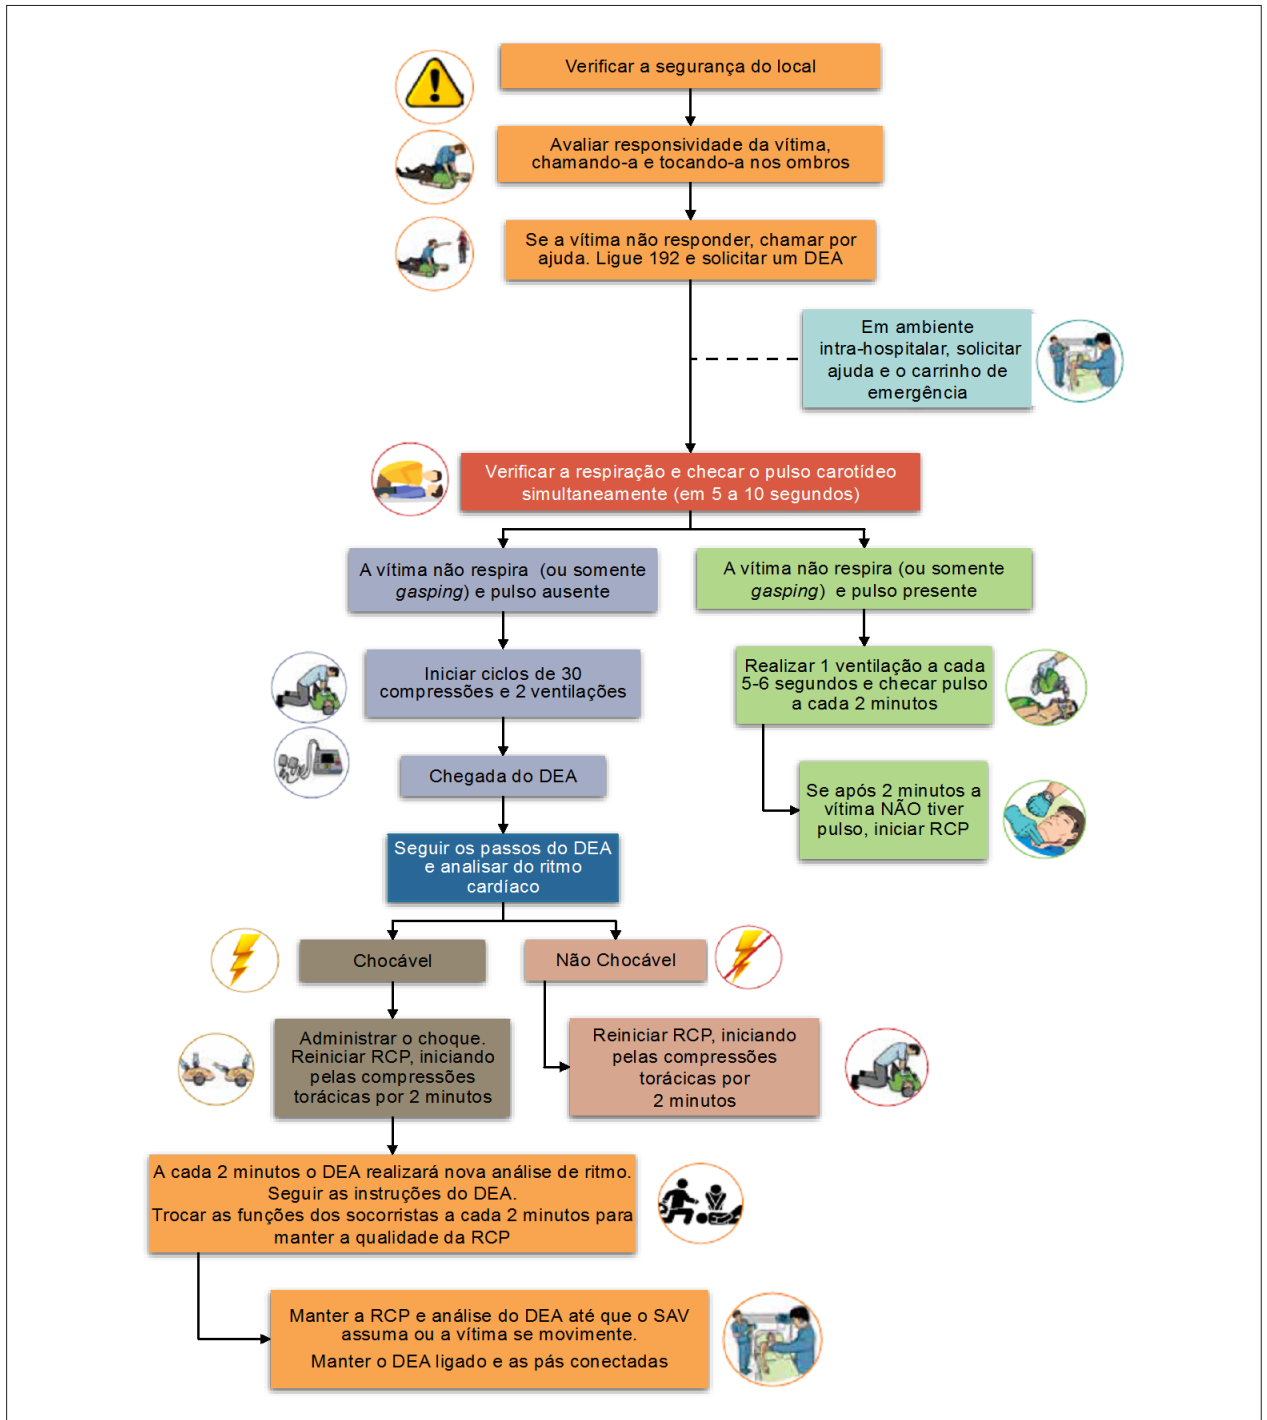 Verificar a segurança do local
Avaliar responsividade da vítima,
chamando-a e tocando-a nos ombros
Se a vítima não responder, chamar por
ajuda. Ligue 192 e solicitar um DEA
Em ambiente
intra-hospitalar, solicitar
ajuda e o carrinho de
emergência
Verificar a respiração e checar o pulso carotídeo
simultaneamente (em 5 a 10 segundos)
A vítima não respira (ou somente
gasping) e pulso ausente
A vítima não respira (ou somente
gasping) e pulso presente
Iniciar ciclos de 30
compressões e 2 ventilações
Realizar 1 ventilação a cada
5-6 segundos e checar pulso
a cada 2 minutos
Chegada do DEA
Se após 2 minutos a
vítima NÃO tiver
pulso, iniciar RCP
Seguir os passos do DEA
e analisar do ritmo
cardíaco
Chocável
Não Chocável
Administrar o choque.
Reiniciar RCP, iniciando
pelas compressões
torácicas por 2 minutos
Reiniciar RCP, iniciando
pelas compressões
torácicas por
2 minutos
A cada 2 minutos o DEA realizará nova análise de ritmo.
Seguir as instruções do DEA.
Trocar as funções dos socorristas a cada 2 minutos para
manter a qualidade da RCP
Manter a RCP e análise do DEA até que o SAV
assuma ou a vítima se movimente.
Manter o DEA ligado e as pás conectadas